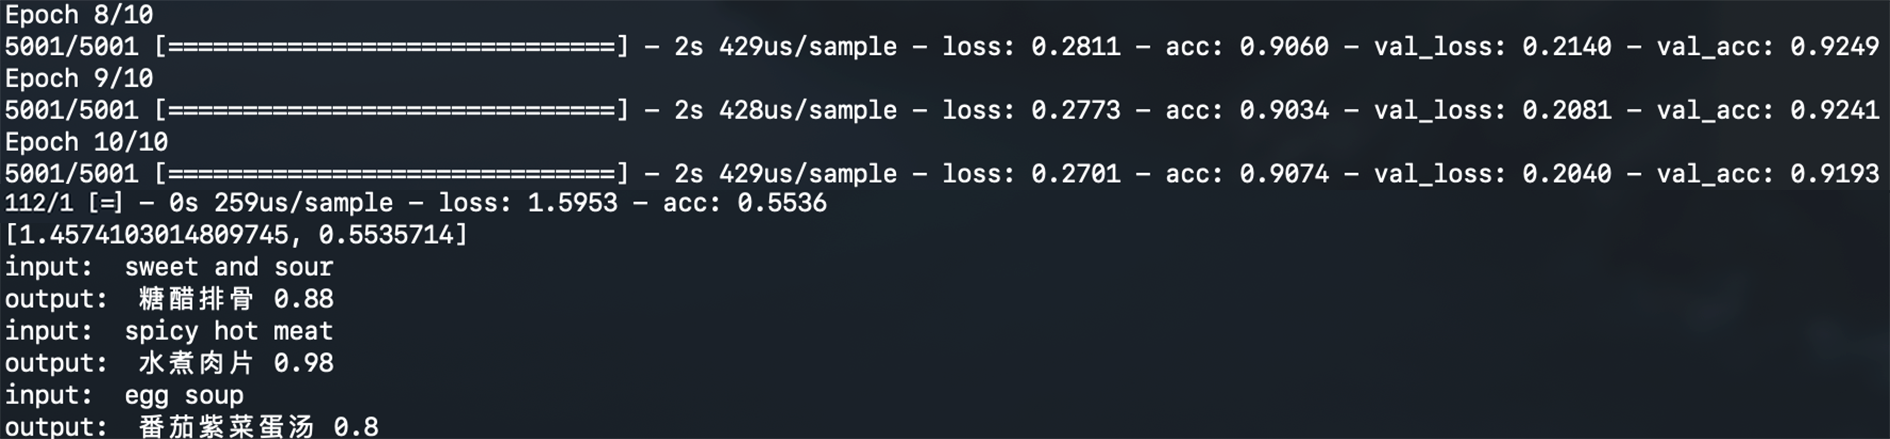 Epoch 8/10
5001/5001 [==============================] - 2s 429us/sample - loss: 0.2811 - acc: 0.9060 - val_loss: 0.2140 - val_acc: 0.9249
Epoch 9/10
5001/5001 [==============================] - 2s 428us/sample - loss: 0.2773 - acc: 0.9034 - val_loss: 0.2081 - val_acc: 0.9241
Epoch 10/10
5001/5001 [==============================] - 2s 429us/sample - loss: 0.2701 - acc: 0.9074 - val_loss: 0.2040 - val_acc: 0.9193
112/1 [=] - 0s 259us/sample - loss: 1.5953 - acc: 0.5536
[1.4574103014809745, 0.5535714]
input:  sweet and sour
output:  糖醋排骨 0.88
input:  spicy hot meat
output:  水煮肉片 0.98
input:  egg soup
output:  番茄紫菜蛋汤 0.8